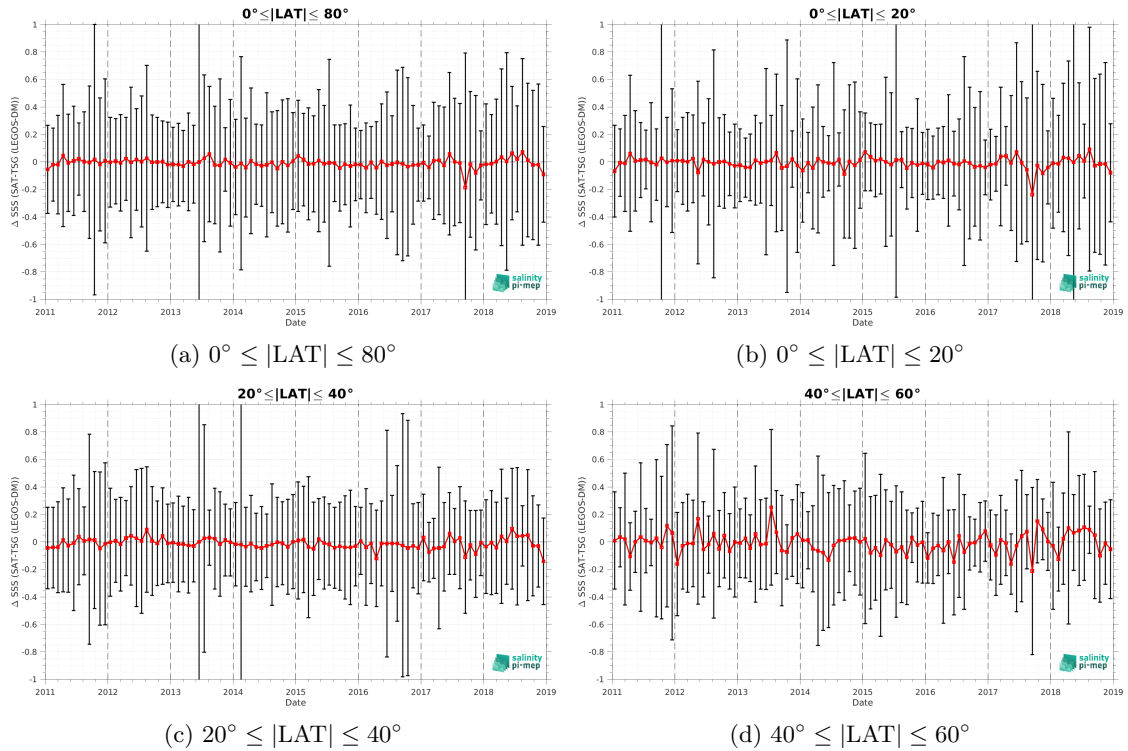 0°≤|LAT|≤ 80°
Δ SSS (SAT-TSG (LEGOS-DM))
1
0.8
0.6
0.4
0.2
0
-0.2
-0.4
-0.6
-0.8
-1
2011 2012 2013 2014 2015 2016 2017 2018 2019
Date
salinity
pi-mep
(a) 0° ≤ |LAT| ≤ 80°
0°≤|LAT|≤ 20°
Δ SSS (SAT-TSG (LEGOS-DM))
1
0.8
0.6
0.4
0.2
0
-0.2
-0.4
-0.6
-0.8
-1
2011 2012 2013 2014 2015 2016 2017 2018 2019
Date
salinity
pi-mep
(b) 0° ≤ |LAT| ≤ 20°
20°≤|LAT|≤ 40°
Δ SSS (SAT-TSG (LEGOS-DM))
1
0.8
0.6
0.4
0.2
0
-0.2
-0.4
-0.6
-0.8
-1
2011 2012 2013 2014 2015 2016 2017 2018 2019
Date
salinity
pi-mep
(c) 20° ≤ |LAT| ≤ 40°
40°≤|LAT|≤ 60°
Δ SSS (SAT-TSG (LEGOS-DM))
1
0.8
0.6
0.4
0.2
0
-0.2
-0.4
-0.6
-0.8
-1
2011 2012 2013 2014 2015 2016 2017 2018 2019
Date
salinity
pi-mep
(d) 40° ≤ |LAT| ≤ 60°